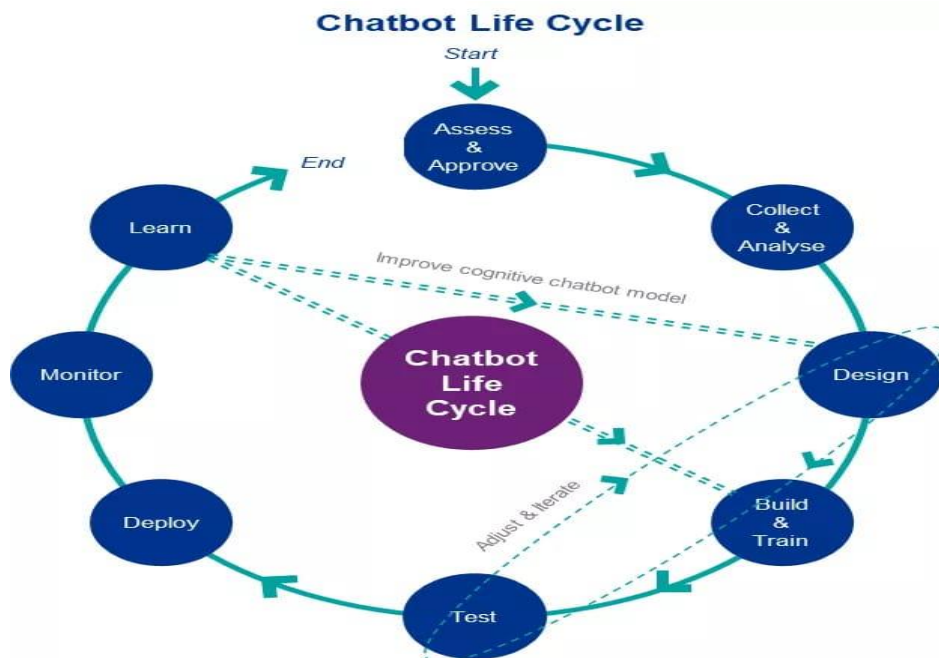 Chatbot Life Cycle
Start
Assess
&
Approve
End
Learn
Collect
&
Analyse
Improve cognitive chatbot model
Chatbot
Life
Cycle
Monitor
Design
Adjust & Iterate
Deploy
Build
&
Train
Test